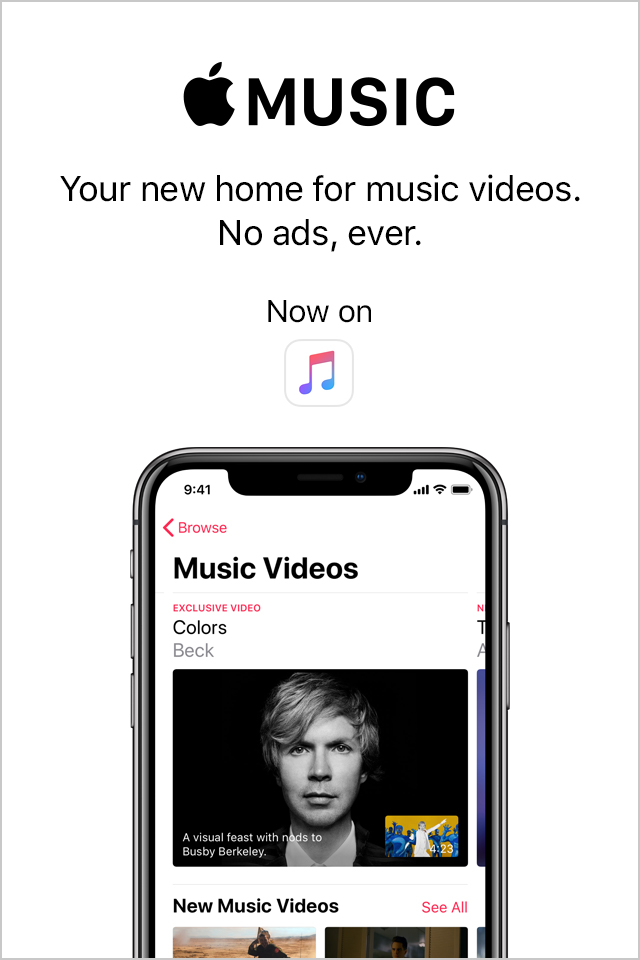 MUSIC
Your new home for music videos.
No ads, ever.
Now on
9:41
Browse
Music Videos
EXCLUSIVE VIDEO
Colors
Beck
A visual feast with nods to
Busby Berkeley.
4:23
New Music Videos
See All